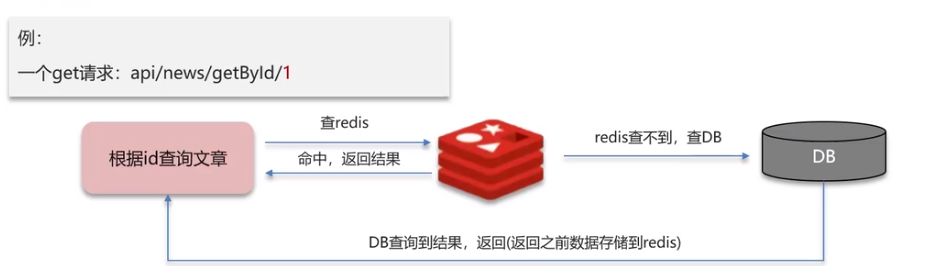 例：
一个get请求：api/news/getById/1
查redis
根据id查询文章
命中，返回结果
redis查不到，查DB
DB
DB查询到结果，返回(返回之前数据存储到redis)